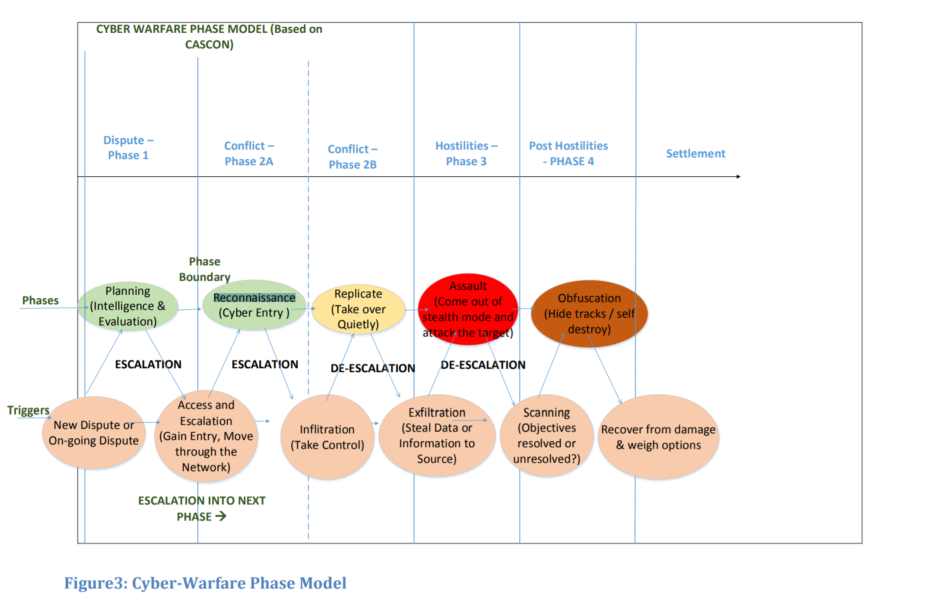 CYBER WARFARE PHASE MODEL (Based on
CASCON)
Dispute –
Phase 1
Conflict –
Phase 2A
Conflict –
Phase 2B
Hostilities –
Phase 3
Post Hostilities
- PHASE 4
Settlement
Phase
Boundary
Phases
Planning
(Intelligence &
Evaluation)
Reconnaissance
(Cyber Entry )
Replicate
(Take over
Quietly)
Assault
(Come out of
stealth mode and
attack the target)
Obfuscation
(Hide tracks / self
destroy)
ESCALATION
ESCALATION
DE-ESCALATION
DE-ESCALATION
Triggers
New Dispute or
On-going Dispute
Access and
Escalation
(Gain Entry, Move
through the
Network)
Inflitration
(Take Control)
Exfiltration
(Steal Data or
Information to
Source)
Scanning
(Objectives
resolved or
unresolved?)
Recover from damage
& weigh options
ESCALATION INTO NEXT
PHASE →
Figure3: Cyber-Warfare Phase Model